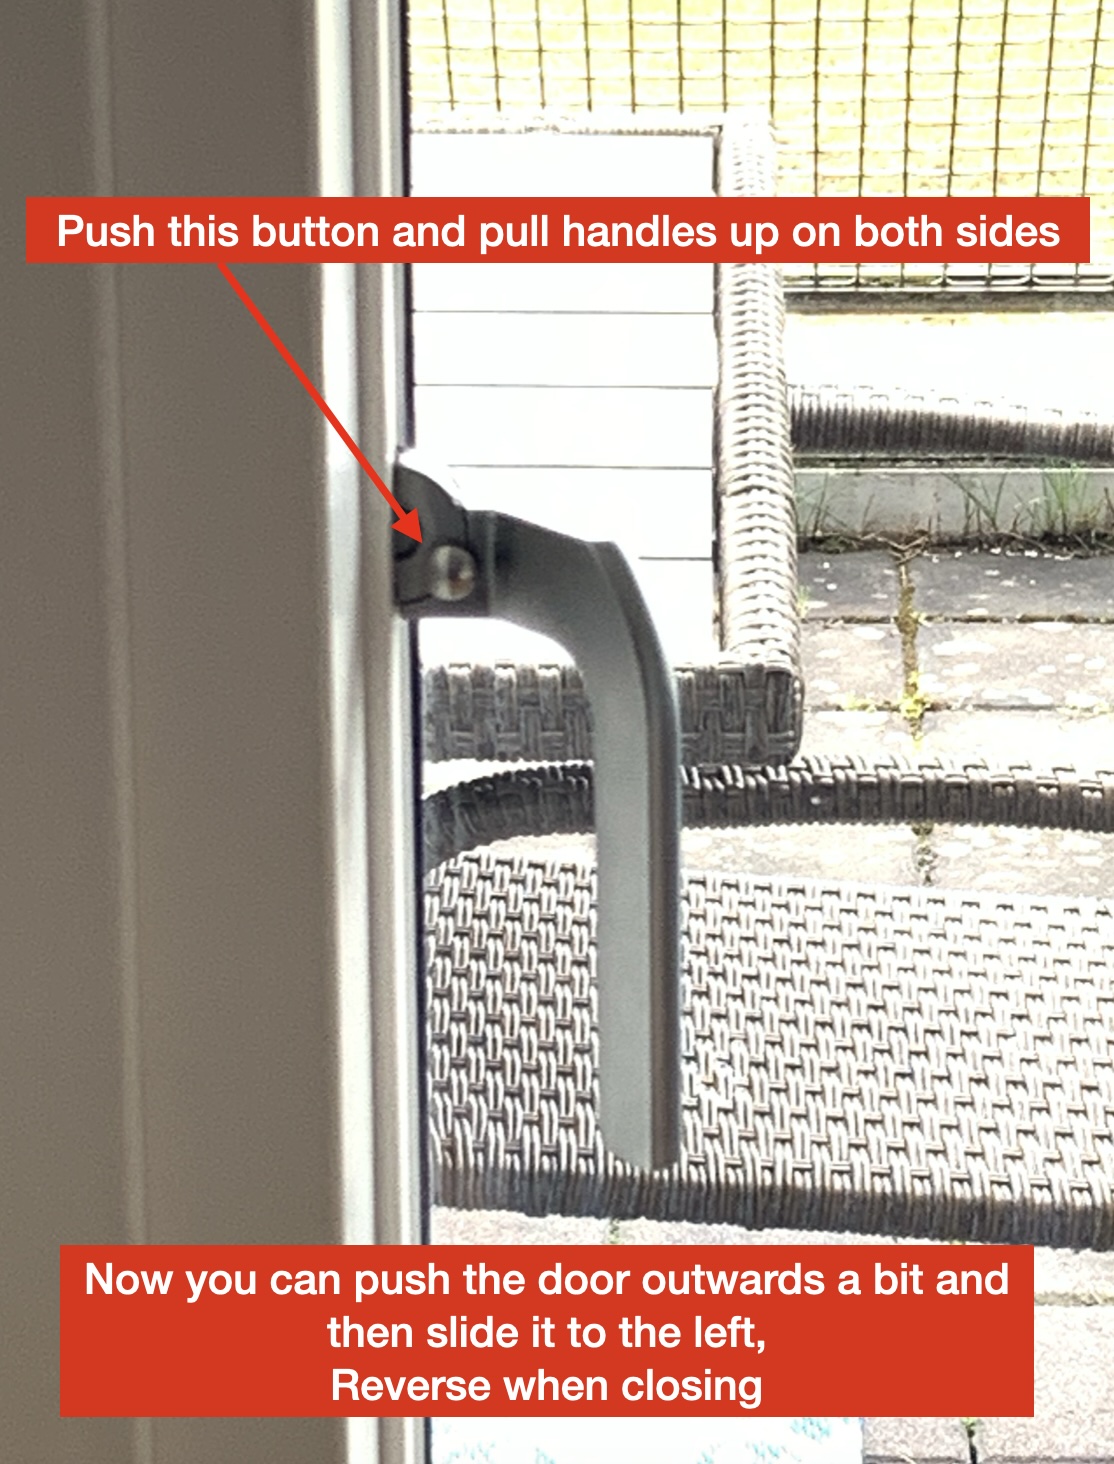 Push this button and pull handles up on both sides
Now you can push the door outwards a bit and
then slide it to the left,
Reverse when closing